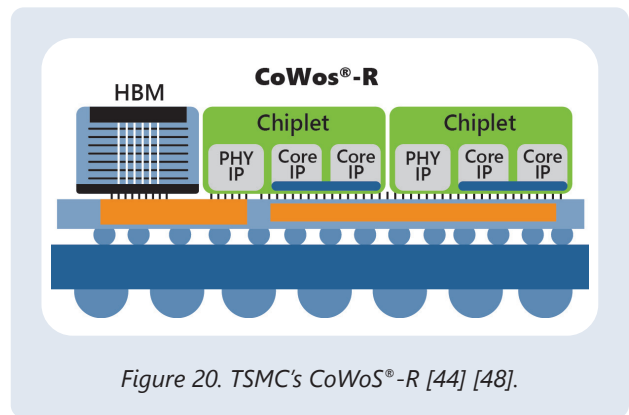 CoWos®-R
HBM
Chiplet
Chiplet
PHY
IP
Core
IP
Core
IP
PHY
IP
Core
IP
Core
IP
Figure 20. TSMC's CoWoS®-R [44] [48].